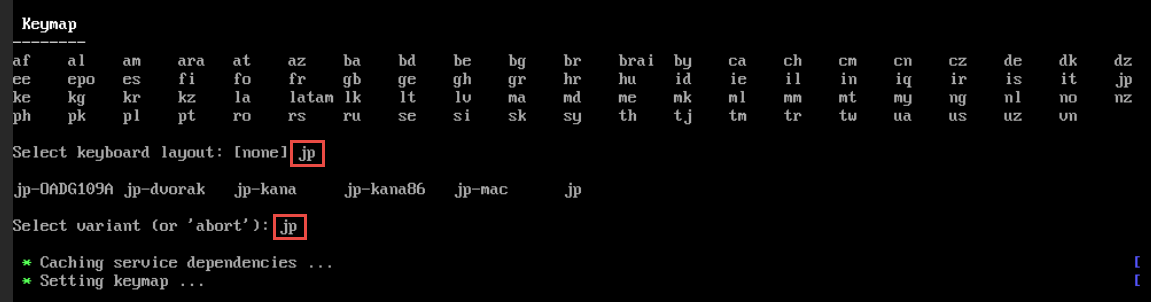 Keymap
--------
af al am ara at az ba bd be bg br brai by ca ch cm cn cz de dk dz
ee epo es fi fo fr gb ge gh gr hr hu id ie il in iq ir is it jp
ke kg kr kz la latam lk lt lv ma md me mk ml mm mt my ng nl no nz
ph pk pl pt ro rs ru se si sk sy th tj tm tr tw ua us uz vn
Select keyboard layout: [none] jp
jp-OADG109A jp-dvorak jp-kana jp-kana86 jp-mac jp
Select variant (or 'abort'): jp
* Caching service dependencies ... [
* Setting keymap ... [